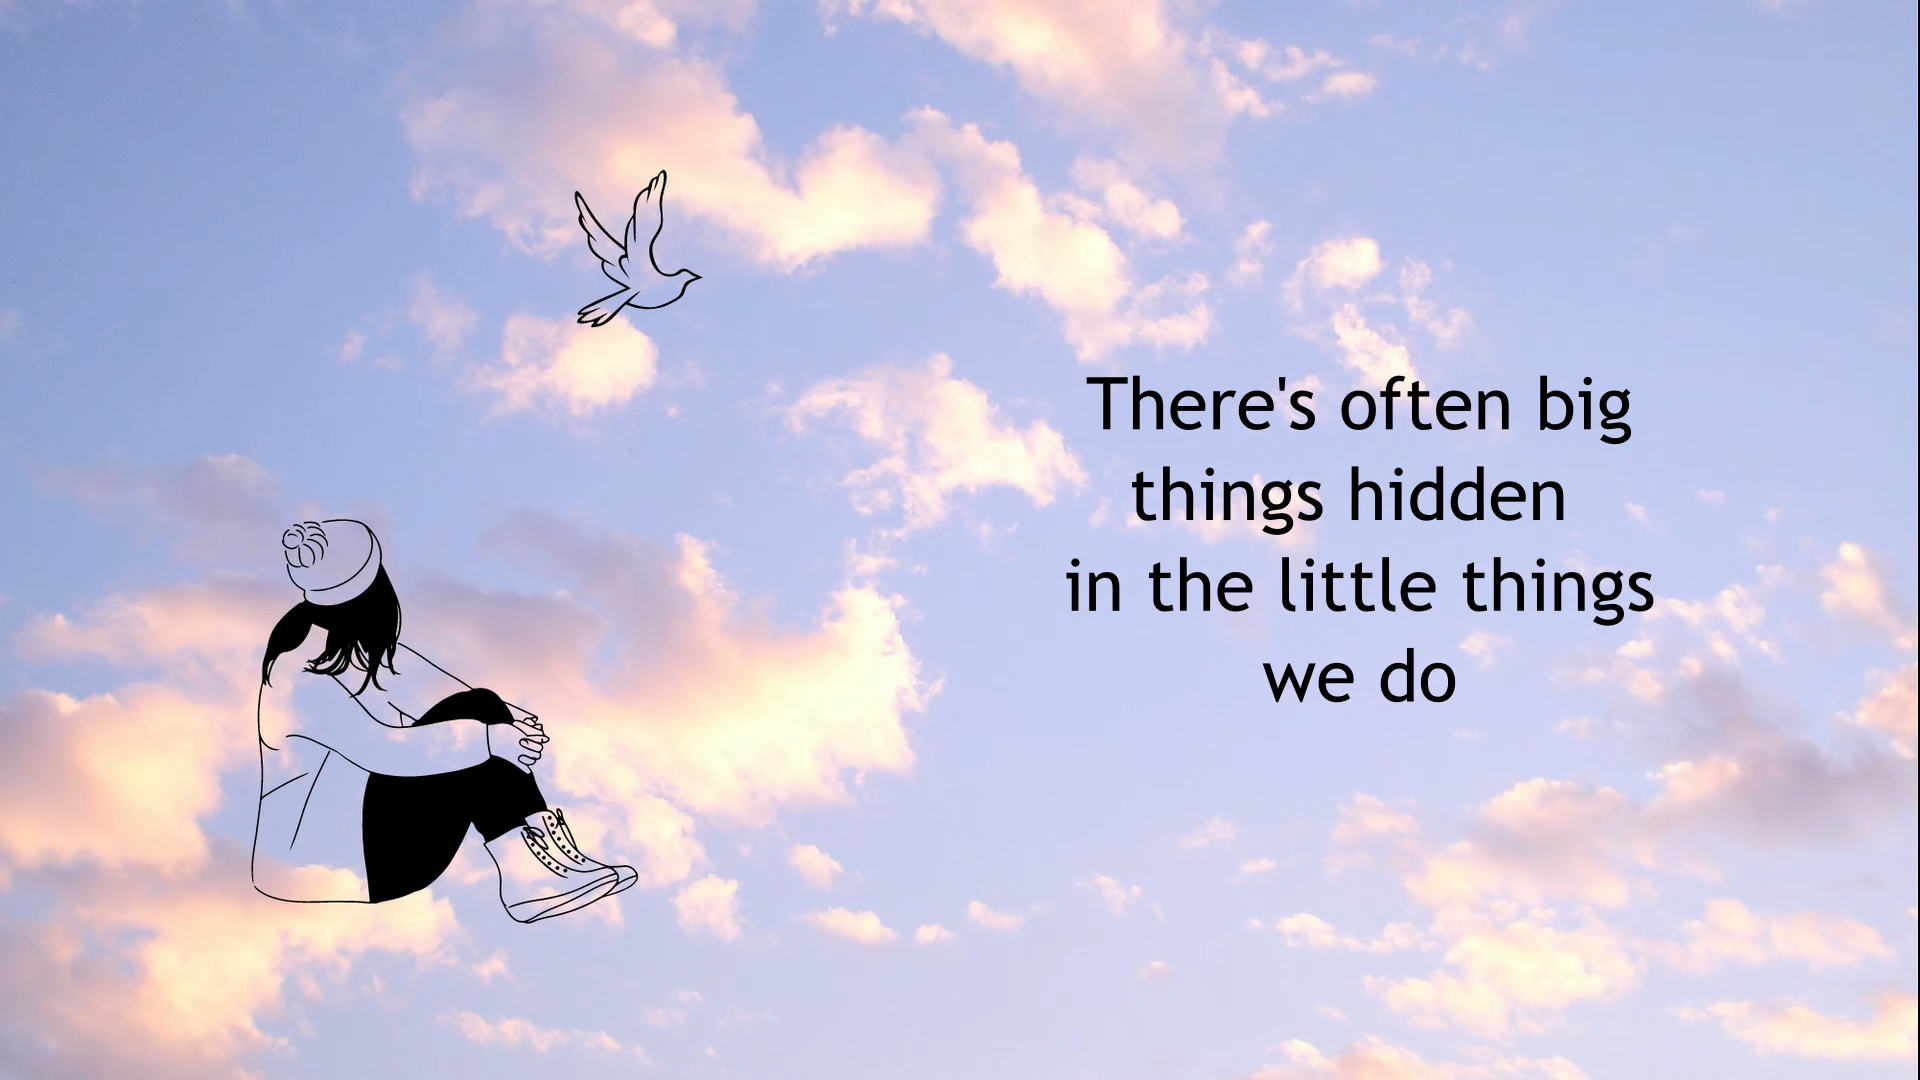 There's often big
things hidden
in the little things
we do